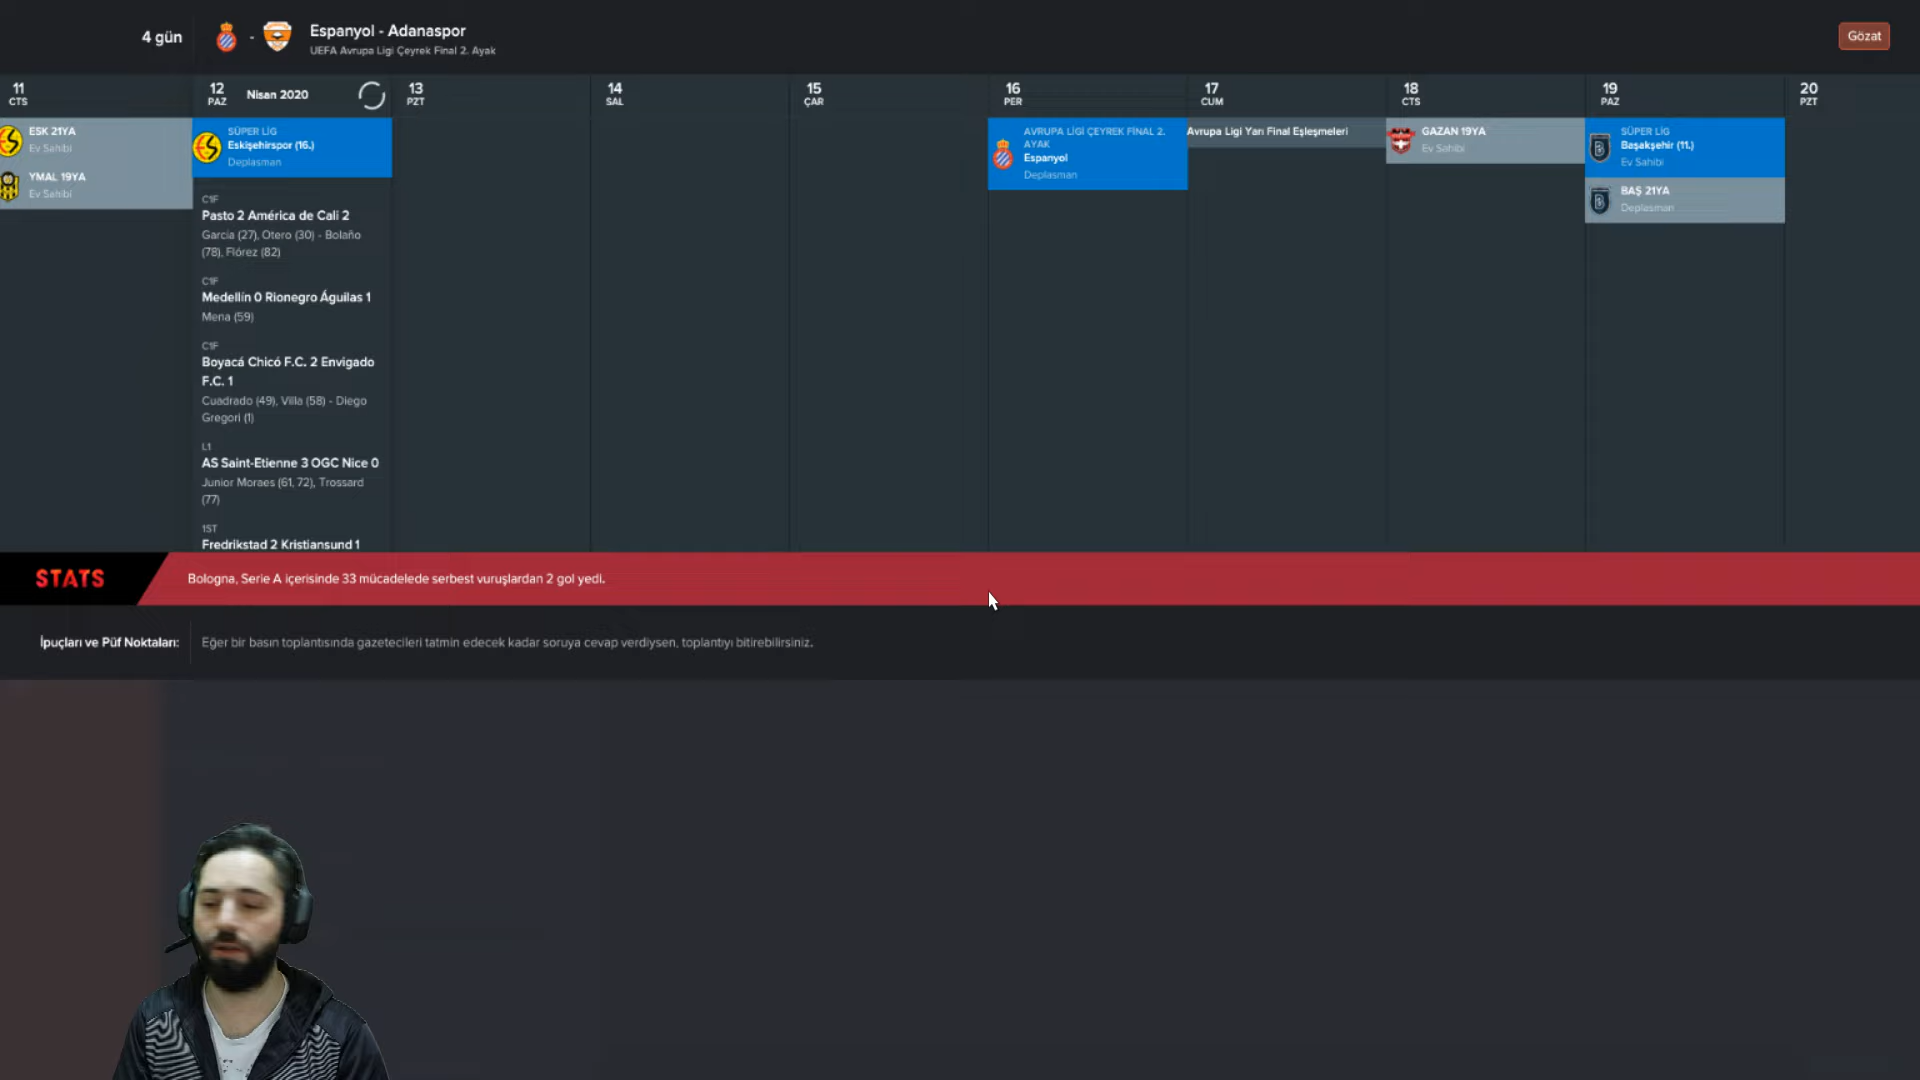 4 gün
-
Espanyol - Adanaspor
UEFA Avrupa Ligi Çeyrek Final 2. Ayak
Gözat
11
CTS
12
PAZ
Nisan 2020
13
PZT
14
SAL
15
ÇAR
16
PER
17
CUM
18
CTS
19
PAZ
20
PZT
ESK 21YA
Ev Sahibi
YMAL 19YA
Ev Sahibi
SÜPER LİG
Eskişehirspor (16.)
Deplasman
C1F
Pasto 2 América de Cali 2
García (27), Otero (30) - Bolaño
(78), Flórez (82)
C1F
Medellín 0 Rionegro Águilas 1
Mena (59)
C1F
Boyacá Chicó F.C. 2 Envigado
F.C. 1
Cuadrado (49), Villa (58) - Diego
Gregori (1)
L1
AS Saint-Etienne 3 OGC Nice 0
Junior Moraes (61, 72), Trossard
(77)
1ST
Fredrikstad 2 Kristiansund 1
AVRUPA LİGİ ÇEYREK FİNAL 2.
AYAK
Espanyol
Deplasman
Avrupa Ligi Yarı Final Eşleşmeleri
GAZAN 19YA
Ev Sahibi
SÜPER LİG
Başakşehir (11.)
Ev Sahibi
BAŞ 21YA
Deplasman
STATS
Bologna, Serie A içerisinde 33 mücadelede serbest vuruşlardan 2 gol yedi.
İpuçları ve Püf Noktaları:
Eğer bir basın toplantısında gazetecileri tatmin edecek kadar soruya cevap verdiysen, toplantıyı bitirebilirsiniz.